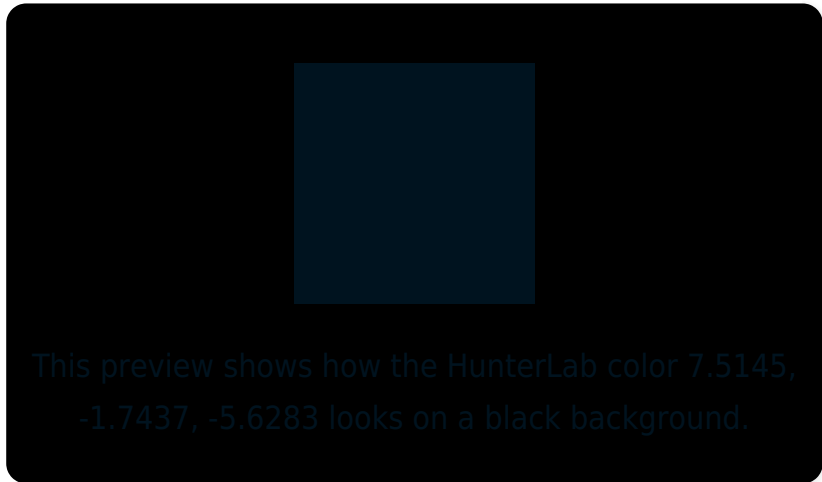 This preview shows how the HunterLab color 7.5145,
-1.7437, -5.6283 looks on a black background.